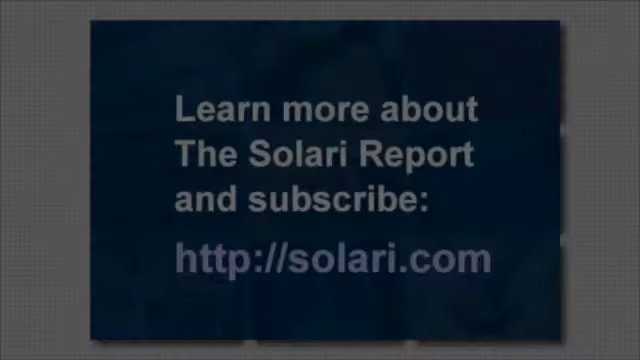 Learn more about
The Solari Report
and subscribe:
http://solari.com